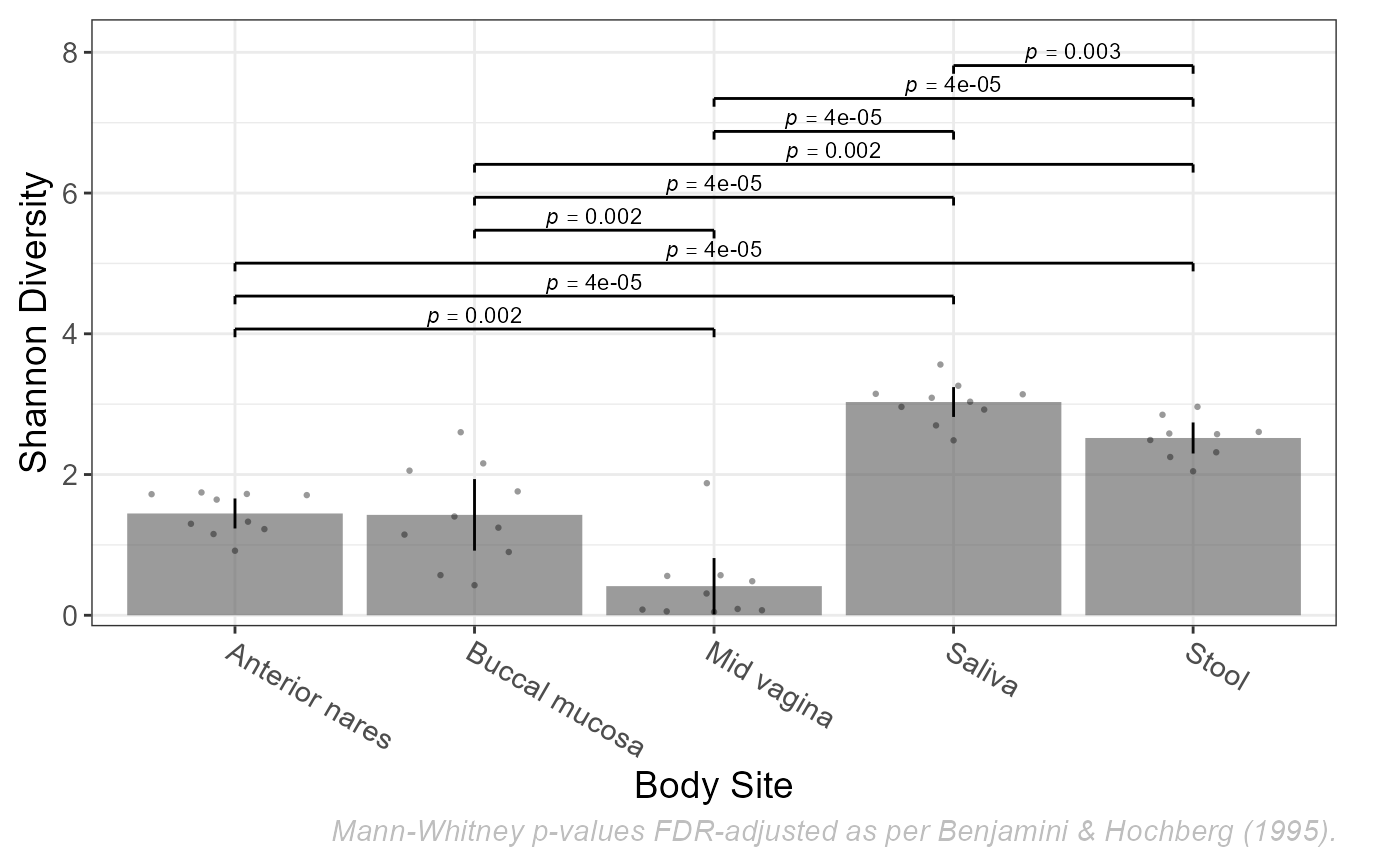 8
p = 0.003
p = 4e-05
p = 4e-05
p = 0.002
6
p = 4e-05
p = 0.002
p = 4e-05
p = 4e-05
p = 0.002
4
2
0
Shannon Diversity
Anterior nares
Buccal mucosa
Mid vagina
Saliva
Stool
Body Site
Mann-Whitney p-values FDR-adjusted as per Benjamini & Hochberg (1995).